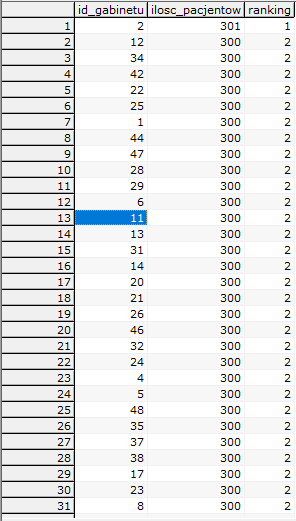 id_gabinetu ilosc_pacjentow ranking
1 2 301 1
2 12 300 2
3 34 300 2
4 42 300 2
5 22 300 2
6 25 300 2
7 1 300 2
8 44 300 2
9 47 300 2
10 28 300 2
11 29 300 2
12 6 300 2
13 11 300 2
14 13 300 2
15 31 300 2
16 14 300 2
17 20 300 2
18 21 300 2
19 26 300 2
20 46 300 2
21 32 300 2
22 24 300 2
23 4 300 2
24 5 300 2
25 48 300 2
26 35 300 2
27 37 300 2
28 38 300 2
29 17 300 2
30 23 300 2
31 8 300 2